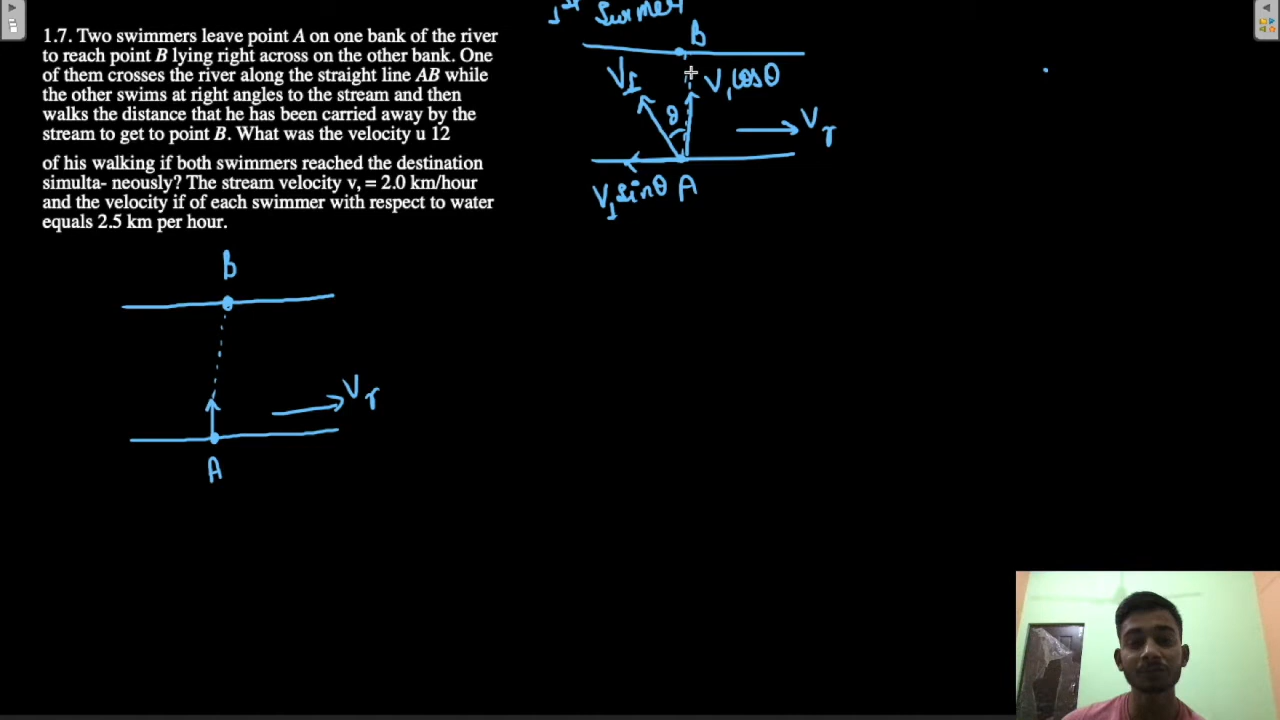 1.7. Two swimmers leave point A on one bank of the river
to reach point B lying right across on the other bank. One
of them crosses the river along the straight line AB while
the other swims at right angles to the stream and then
walks the distance that he has been carried away by the
stream to get to point B. What was the velocity u 12
of his walking if both swimmers reached the destination
simulta- neously? The stream velocity v, = 2.0 km/hour
and the velocity if of each swimmer with respect to water
equals 2.5 km per hour.
1st
B
V1
V1 cosθ
θ
Vr
V1 sinθ
A
B
Vr
A